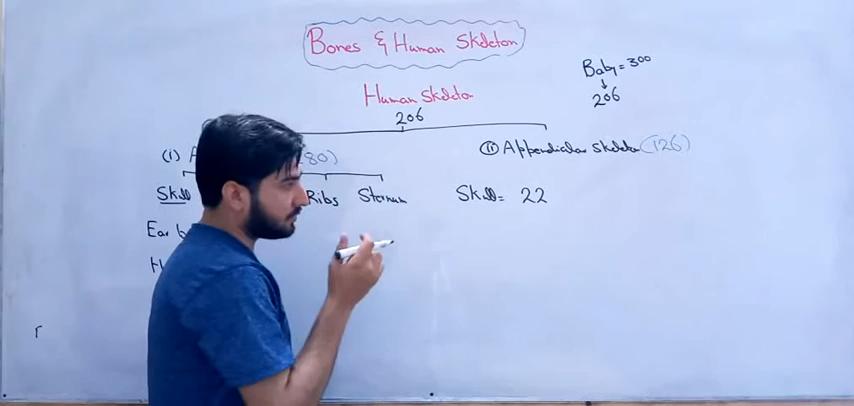 Bones & Human Skeleton
Baby = 300
↓
206
Human Skeleton
206
(i) A 80)
(ii) Appendicular Skeleton (126)
Skull Ribs Sternum
Skull = 22
Ear b
H